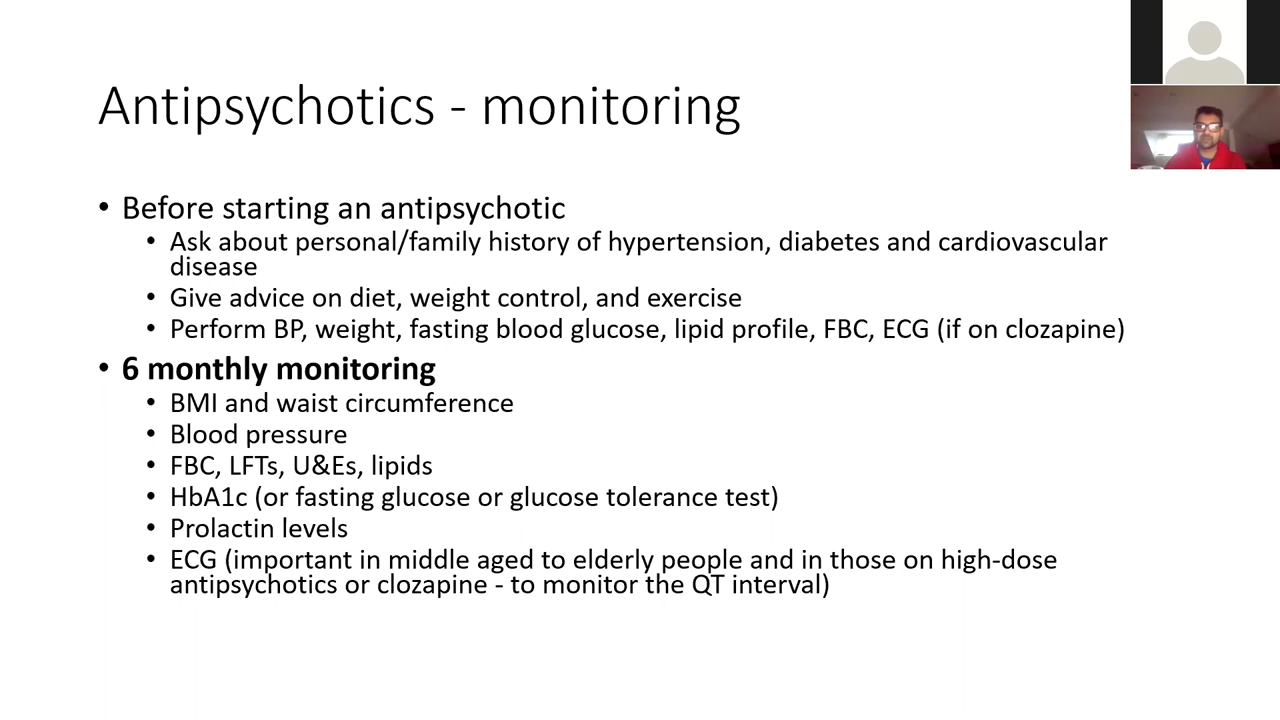 Antipsychotics - monitoring
• Before starting an antipsychotic
• Ask about personal/family history of hypertension, diabetes and cardiovascular
disease
• Give advice on diet, weight control, and exercise
• Perform BP, weight, fasting blood glucose, lipid profile, FBC, ECG (if on clozapine)
• 6 monthly monitoring
• BMI and waist circumference
• Blood pressure
• FBC, LFTs, U&Es, lipids
• HbA1c (or fasting glucose or glucose tolerance test)
• Prolactin levels
• ECG (important in middle aged to elderly people and in those on high-dose
antipsychotics or clozapine - to monitor the QT interval)